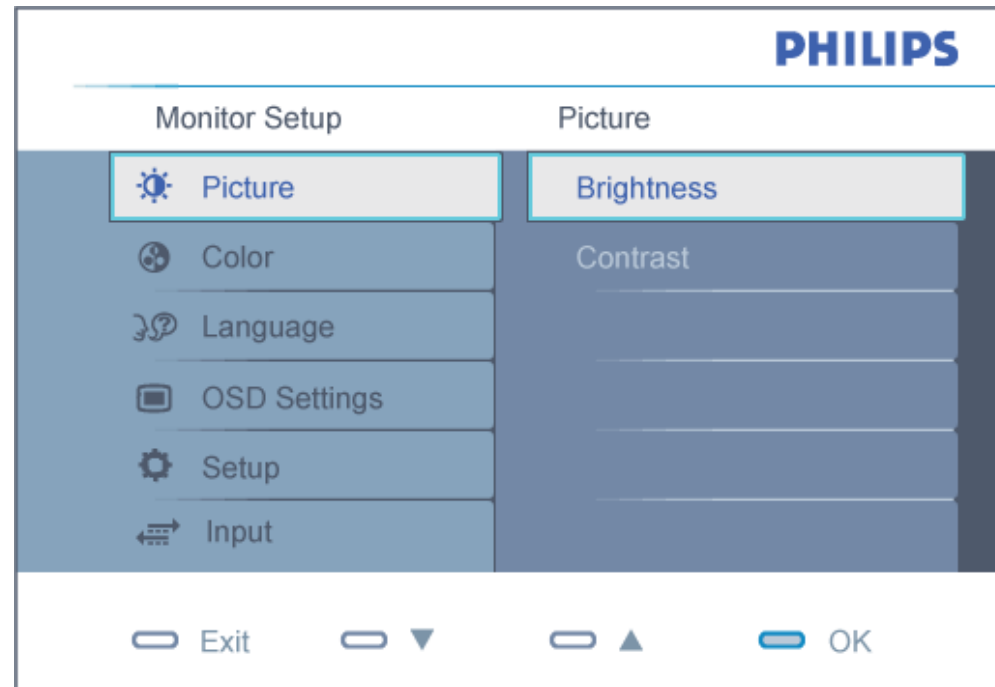 PHILIPS
Monitor Setup Picture
Picture Brightness
Color Contrast
Language
OSD Settings
Setup
Input
Exit ▼ ▲ OK